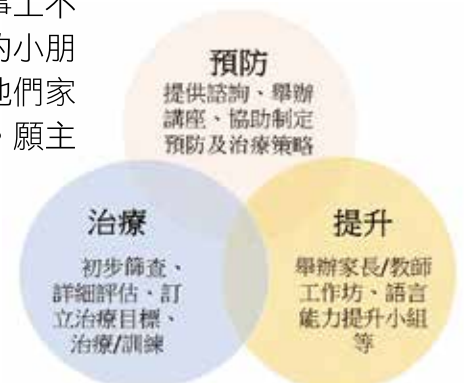 事工不
的小朋
他們家
，願主
預防
提供諮詢、舉辦
講座、協助制定
預防及治療策略
治療
初步篩查、
詳細評估、訂
立治療目標、
治療/訓練
提升
舉辦家長/教師
工作坊、語言
能力提升小組
等